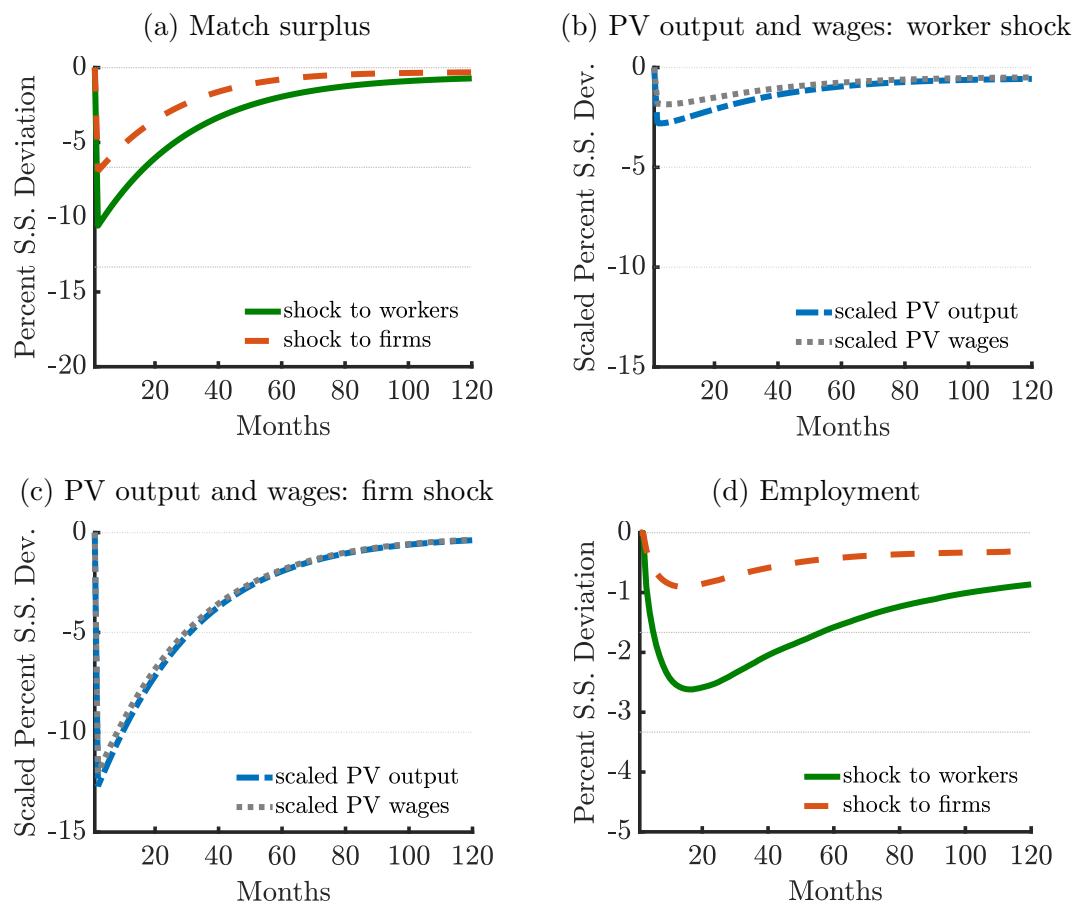 (a) Match surplus
Percent S.S. Deviation
0
-5
-10
-15
-20
shock to workers
shock to firms
20 40 60 80 100 120
Months
(b) PV output and wages: worker shock
Scaled Percent S.S. Dev.
0
-5
-10
-15
scaled PV output
scaled PV wages
20 40 60 80 100 120
Months
(c) PV output and wages: firm shock
Scaled Percent S.S. Dev.
0
-5
-10
-15
scaled PV output
scaled PV wages
20 40 60 80 100 120
Months
(d) Employment
Percent S.S. Deviation
0
-1
-2
-3
-4
-5
shock to workers
shock to firms
20 40 60 80 100 120
Months